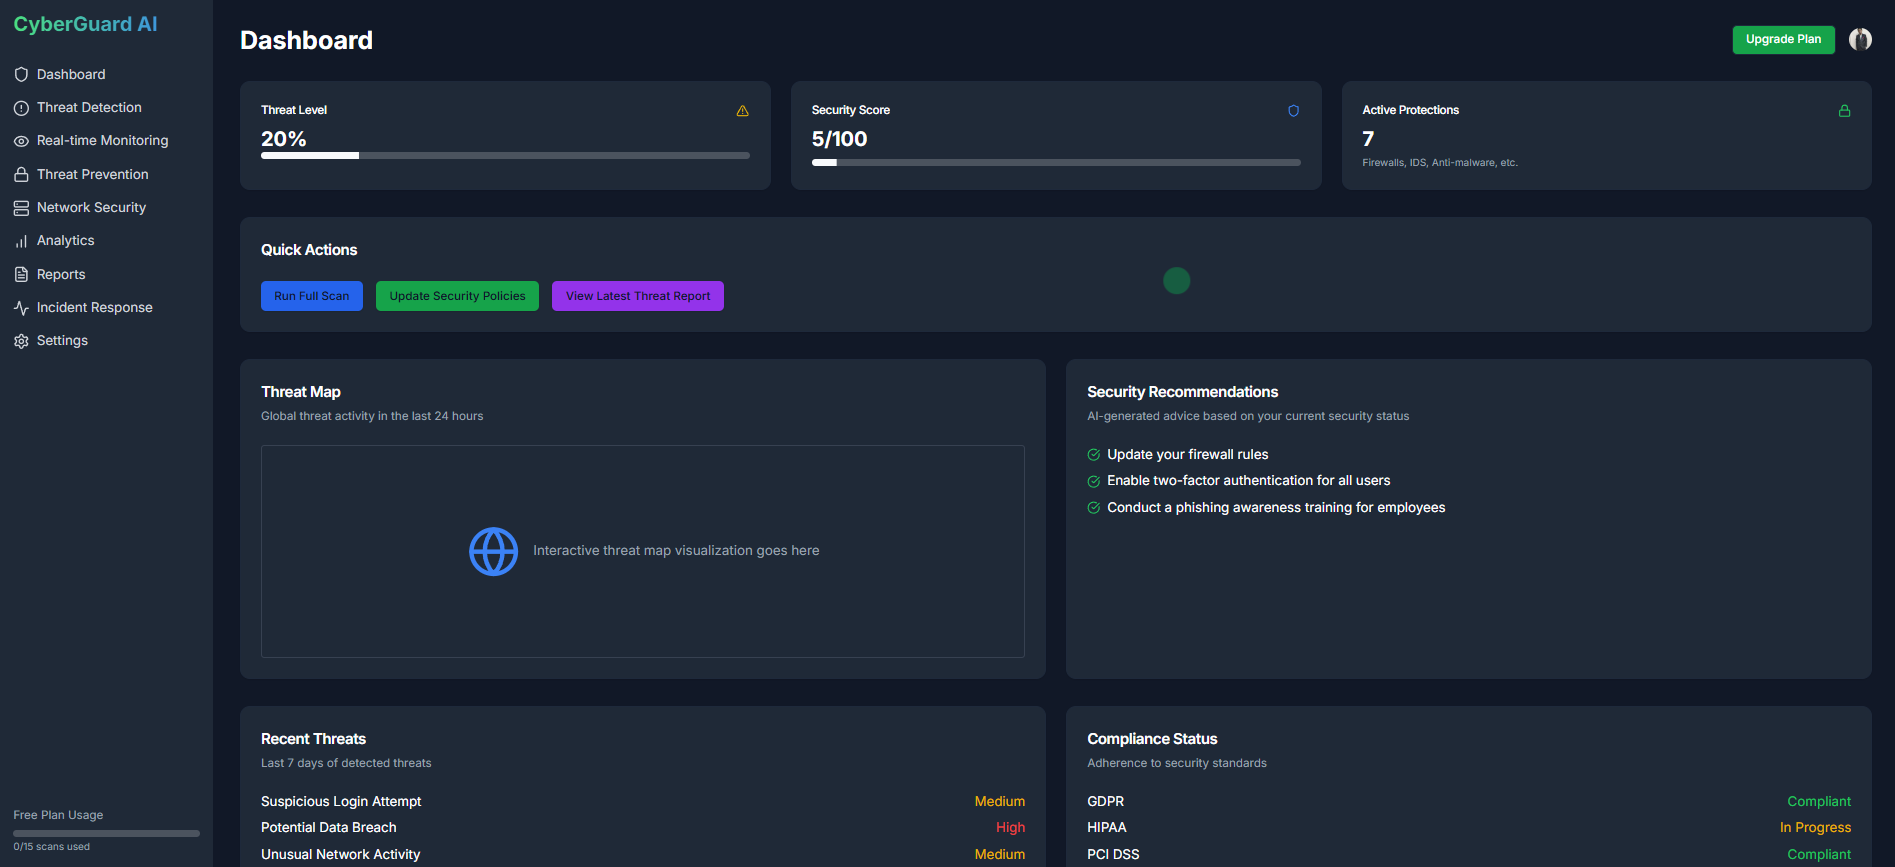 CyberGuard AI
Dashboard
Threat Detection
Real-time Monitoring
Threat Prevention
Network Security
Analytics
Reports
Incident Response
Settings
Free Plan Usage
0/15 scans used
Dashboard
Upgrade Plan
Threat Level
20%
Security Score
5/100
Active Protections
7
Firewalls, IDS, Anti-malware, etc.
Quick Actions
Run Full Scan
Update Security Policies
View Latest Threat Report
Threat Map
Global threat activity in the last 24 hours
Interactive threat map visualization goes here
Security Recommendations
AI-generated advice based on your current security status
Update your firewall rules
Enable two-factor authentication for all users
Conduct a phishing awareness training for employees
Recent Threats
Last 7 days of detected threats
Suspicious Login Attempt Medium
Potential Data Breach High
Unusual Network Activity Medium
Compliance Status
Adherence to security standards
GDPR Compliant
HIPAA In Progress
PCI DSS Compliant